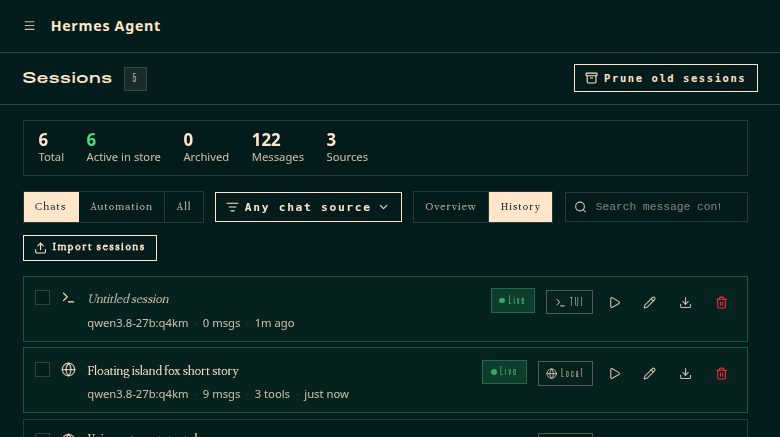 Hermes Agent
Sessions 5 Prune old sessions
6 6 0 122 3
Total Active in store Archived Messages Sources
Chats Automation All Any chat source Overview History Search message cont
Import sessions
Untitled session Live TUI
qwen3.8-27b:q4km · 0 msgs · 1m ago
Floating island fox short story Live Local
qwen3.8-27b:q4km · 9 msgs · 3 tools · just now